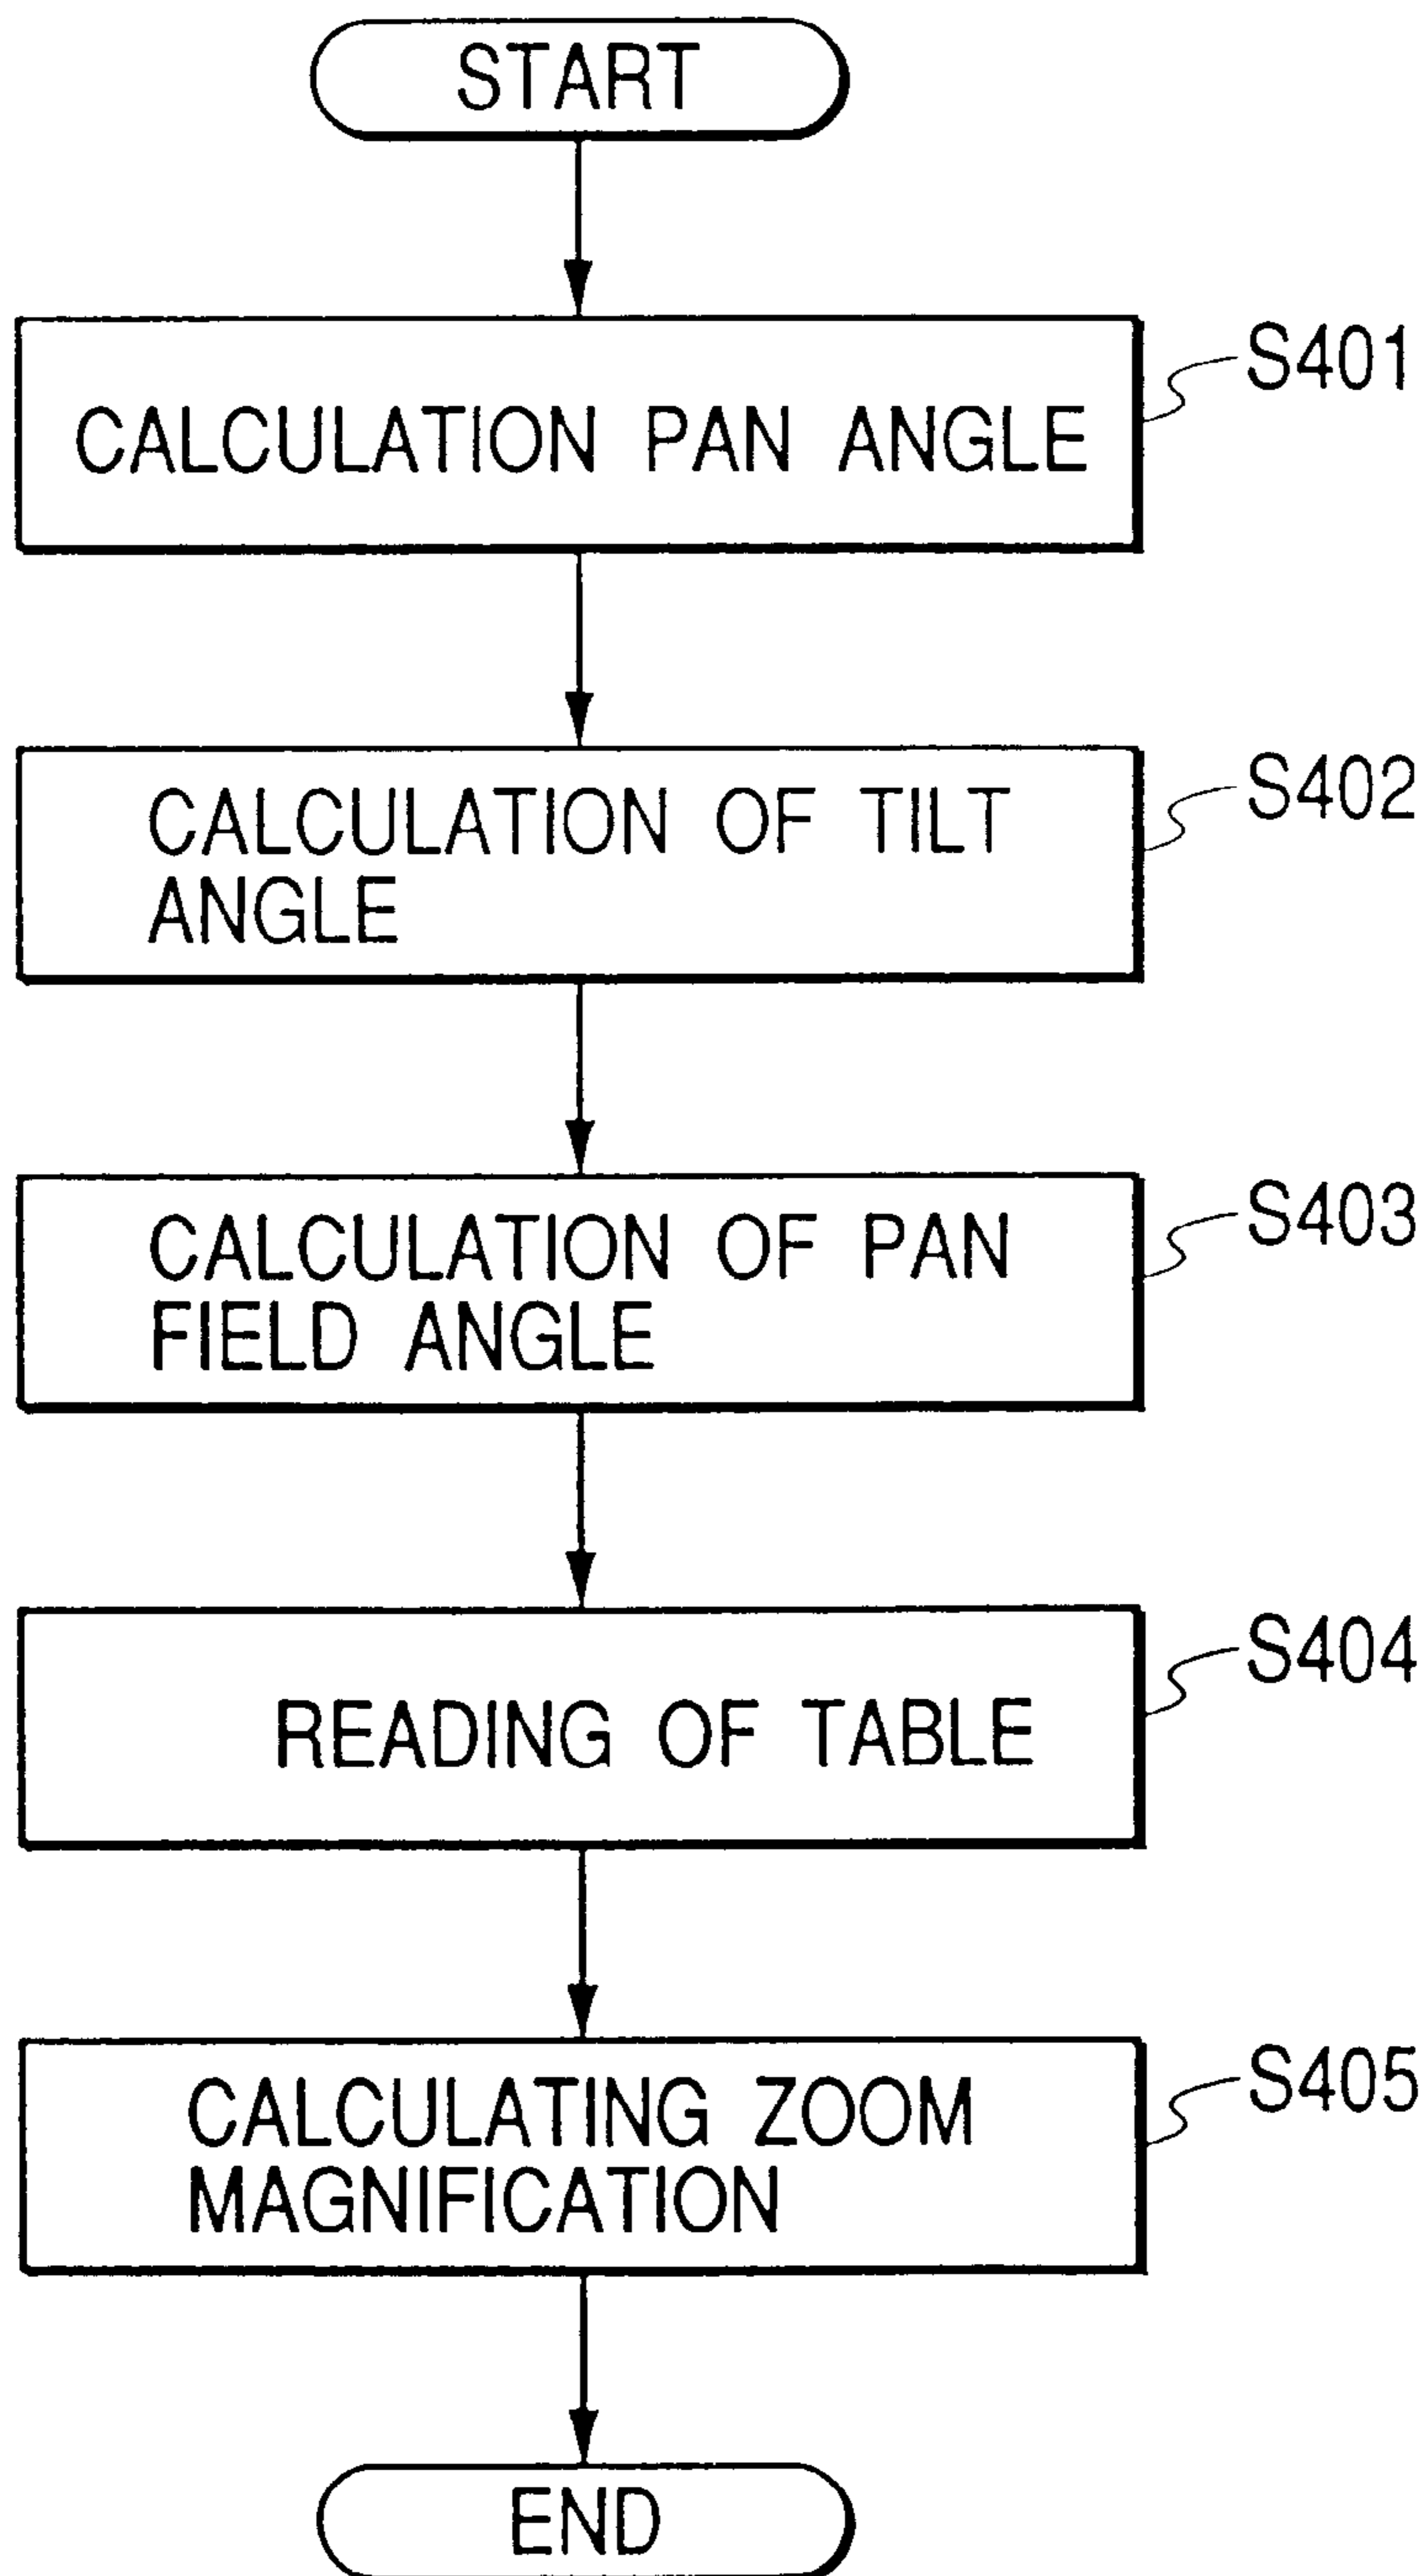 START
CALCULATION PAN ANGLE
S401
CALCULATION OF TILT
ANGLE
S402
CALCULATION OF PAN
FIELD ANGLE
S403
READING OF TABLE
S404
CALCULATING ZOOM
MAGNIFICATION
S405
END